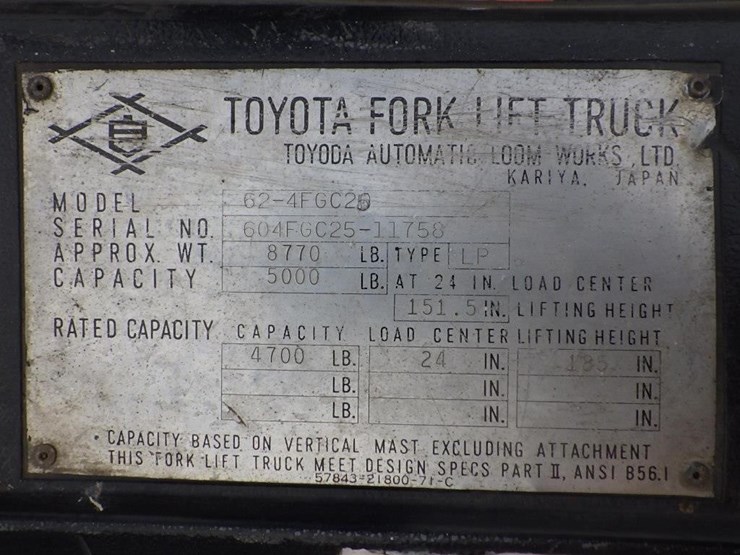 TOYOTA FORK LIFT TRUCK
TOYODA AUTOMATIC LOOM WORKS, LTD.
KARIYA, JAPAN
MODEL 62-4FGC25
SERIAL NO. 604FGC25-11758
APPROX. WT. 8770 LB. TYPE LP
CAPACITY 5000 LB. AT 24 IN. LOAD CENTER
151.5 IN. LIFTING HEIGHT
RATED CAPACITY CAPACITY LOAD CENTER LIFTING HEIGHT
4700 LB. 24 IN. IN.
LB. IN. IN.
LB. IN. IN.
• CAPACITY BASED ON VERTICAL MAST EXCLUDING ATTACHMENT
THIS FORK LIFT TRUCK MEET DESIGN SPECS PART II, ANSI B56.1
57843-21800-71-C